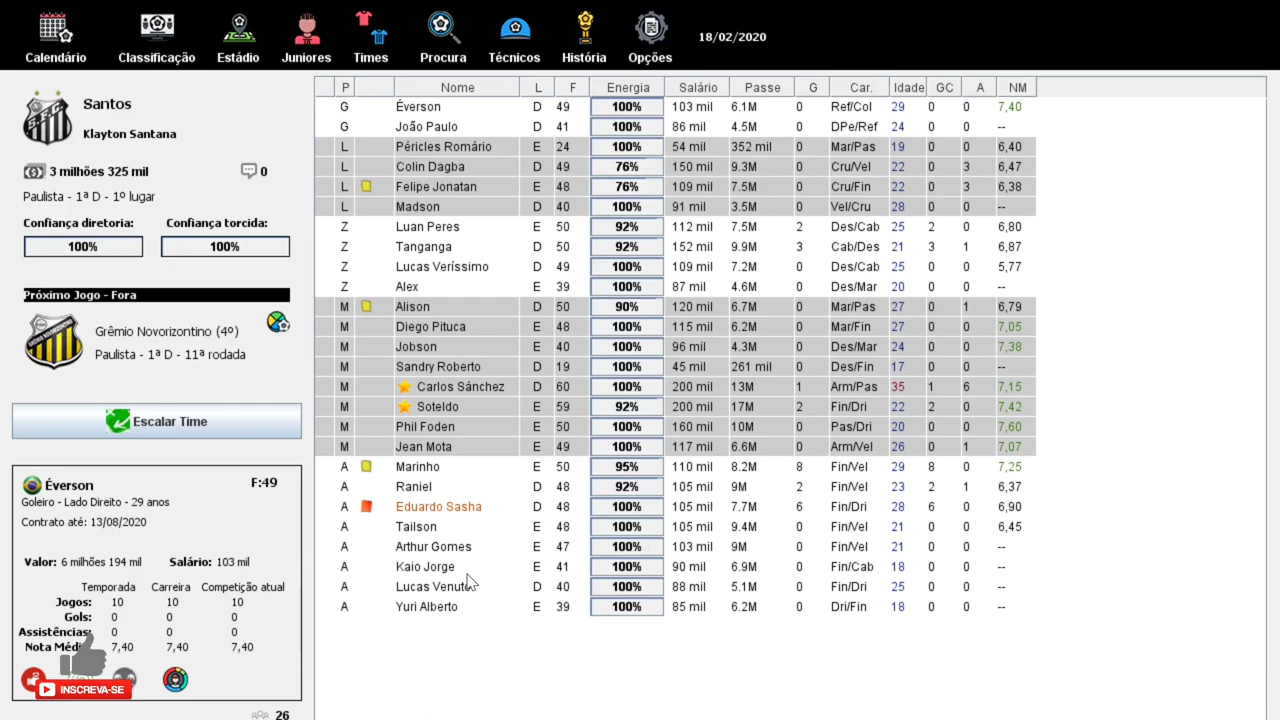 Calendário Classificação Estádio Juniores Times Procura Técnicos História Opções 18/02/2020
Santos
Klayton Santana
3 milhões 325 mil 0
Paulista - 1ª D - 1º lugar
Confiança diretoria: Confiança torcida:
100% 100%
Próximo Jogo - Fora
Grêmio Novorizontino (4º)
Paulista - 1ª D - 11ª rodada
Escalar Time
Éverson F:49
Goleiro - Lado Direito - 29 anos
Contrato até: 13/08/2020
Valor: 6 milhões 194 mil Salário: 103 mil
Temporada Carreira Competição atual
Jogos: 10 10 10
Gols: 0 0 0
Assistências: 0 0 0
Nota Médi 7,40 7,40 7,40
INSCREVA-SE
26
P Nome L F Energia Salário Passe G Car. Idade GC A NM
G Éverson D 49 100% 103 mil 6.1M 0 Ref/Col 29 0 0 7,40
G João Paulo D 41 100% 86 mil 4.5M 0 DPe/Ref 24 0 0 --
L Péricles Romário E 24 100% 54 mil 352 mil 0 Mar/Pas 19 0 0 6,40
L Colin Dagba D 49 76% 150 mil 9.3M 0 Cru/Vel 22 0 3 6,47
L Felipe Jonatan E 48 76% 109 mil 7.5M 0 Cru/Fin 22 0 3 6,38
L Madson D 40 100% 91 mil 3.5M 0 Vel/Cru 28 0 0 --
Z Luan Peres E 50 92% 112 mil 7.5M 2 Des/Cab 25 2 0 6,80
Z Tanganga D 50 92% 152 mil 9.9M 3 Cab/Des 21 3 1 6,87
Z Lucas Veríssimo D 49 100% 109 mil 7.2M 0 Des/Cab 25 0 0 5,77
Z Alex E 39 100% 87 mil 4.6M 0 Des/Mar 20 0 0 --
M Alison D 50 90% 120 mil 6.7M 0 Mar/Pas 27 0 1 6,79
M Diego Pituca E 48 100% 115 mil 6.2M 0 Mar/Fin 27 0 0 7,05
M Jobson E 40 100% 96 mil 4.3M 0 Des/Mar 24 0 0 7,38
M Sandry Roberto D 19 100% 45 mil 261 mil 0 Des/Fin 17 0 0 --
M Carlos Sánchez D 60 100% 200 mil 13M 1 Arm/Pas 35 1 6 7,15
M Soteldo E 59 92% 200 mil 17M 2 Fin/Dri 22 2 0 7,42
M Phil Foden E 50 100% 160 mil 10M 0 Pas/Dri 20 0 0 7,60
M Jean Mota E 49 100% 117 mil 6.6M 0 Arm/Vel 26 0 1 7,07
A Marinho E 50 95% 110 mil 8.2M 8 Fin/Vel 29 8 0 7,25
A Raniel D 48 92% 105 mil 9M 2 Fin/Vel 23 2 1 6,37
A Eduardo Sasha D 48 100% 105 mil 7.7M 6 Fin/Dri 28 6 0 6,90
A Tailson E 48 100% 105 mil 9.4M 0 Fin/Vel 21 0 0 6,45
A Arthur Gomes E 47 100% 103 mil 9M 0 Fin/Vel 21 0 0 --
A Kaio Jorge E 41 100% 90 mil 6.9M 0 Fin/Cab 18 0 0 --
A Lucas Venuto D 40 100% 88 mil 5.1M 0 Fin/Dri 25 0 0 --
A Yuri Alberto E 39 100% 85 mil 6.2M 0 Dri/Fin 18 0 0 --